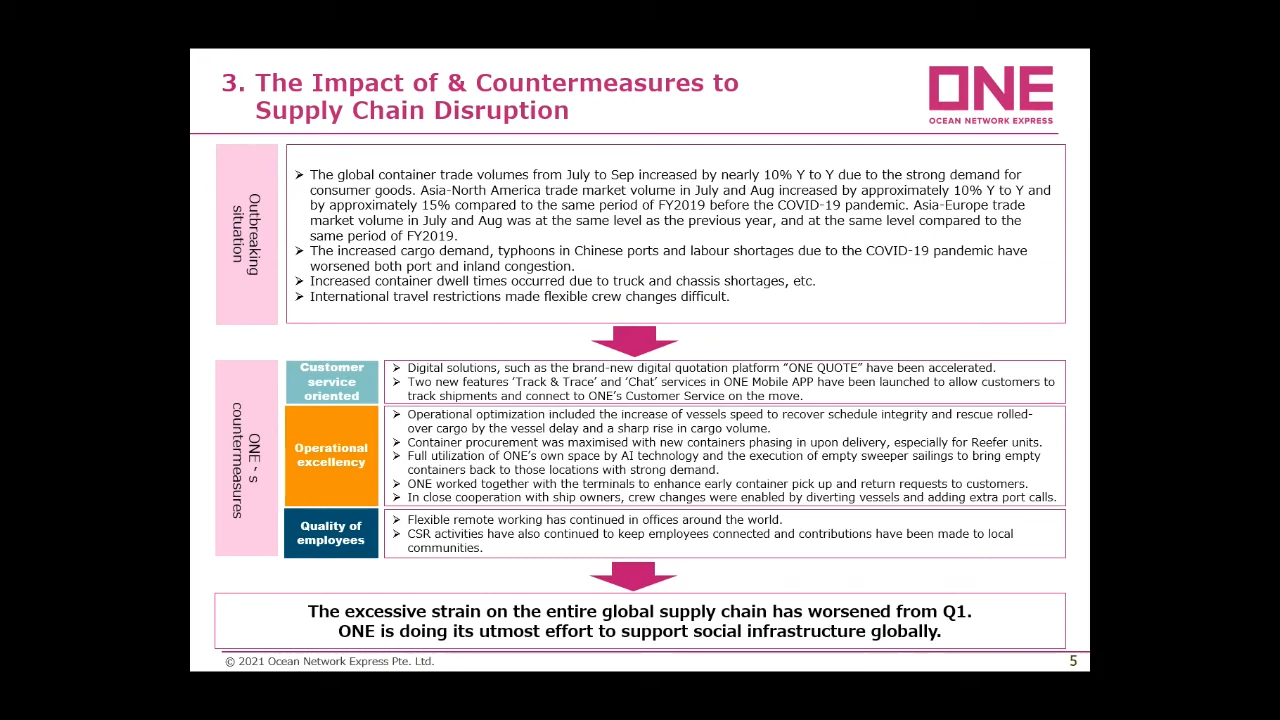 3. The Impact of & Countermeasures to
Supply Chain Disruption
ONE
OCEAN NETWORK EXPRESS
Outbreaking
situation
➢ The global container trade volumes from July to Sep increased by nearly 10% Y to Y due to the strong demand for
consumer goods. Asia-North America trade market volume in July and Aug increased by approximately 10% Y to Y and
by approximately 15% compared to the same period of FY2019 before the COVID-19 pandemic. Asia-Europe trade
market volume in July and Aug was at the same level as the previous year, and at the same level compared to the
same period of FY2019.
➢ The increased cargo demand, typhoons in Chinese ports and labour shortages due to the COVID-19 pandemic have
worsened both port and inland congestion.
➢ Increased container dwell times occurred due to truck and chassis shortages, etc.
➢ International travel restrictions made flexible crew changes difficult.
ONE`s
countermeasures
Customer
service
oriented
➢ Digital solutions, such as the brand-new digital quotation platform “ONE QUOTE” have been accelerated.
➢ Two new features ‘Track & Trace’ and ‘Chat’ services in ONE Mobile APP have been launched to allow customers to
track shipments and connect to ONE’s Customer Service on the move.
Operational
excellency
➢ Operational optimization included the increase of vessels speed to recover schedule integrity and rescue rolled-
over cargo by the vessel delay and a sharp rise in cargo volume.
➢ Container procurement was maximised with new containers phasing in upon delivery, especially for Reefer units.
➢ Full utilization of ONE’s own space by AI technology and the execution of empty sweeper sailings to bring empty
containers back to those locations with strong demand.
➢ ONE worked together with the terminals to enhance early container pick up and return requests to customers.
➢ In close cooperation with ship owners, crew changes were enabled by diverting vessels and adding extra port calls.
Quality of
employees
➢ Flexible remote working has continued in offices around the world.
➢ CSR activities have also continued to keep employees connected and contributions have been made to local
communities.
The excessive strain on the entire global supply chain has worsened from Q1.
ONE is doing its utmost effort to support social infrastructure globally.
© 2021 Ocean Network Express Pte. Ltd.
5